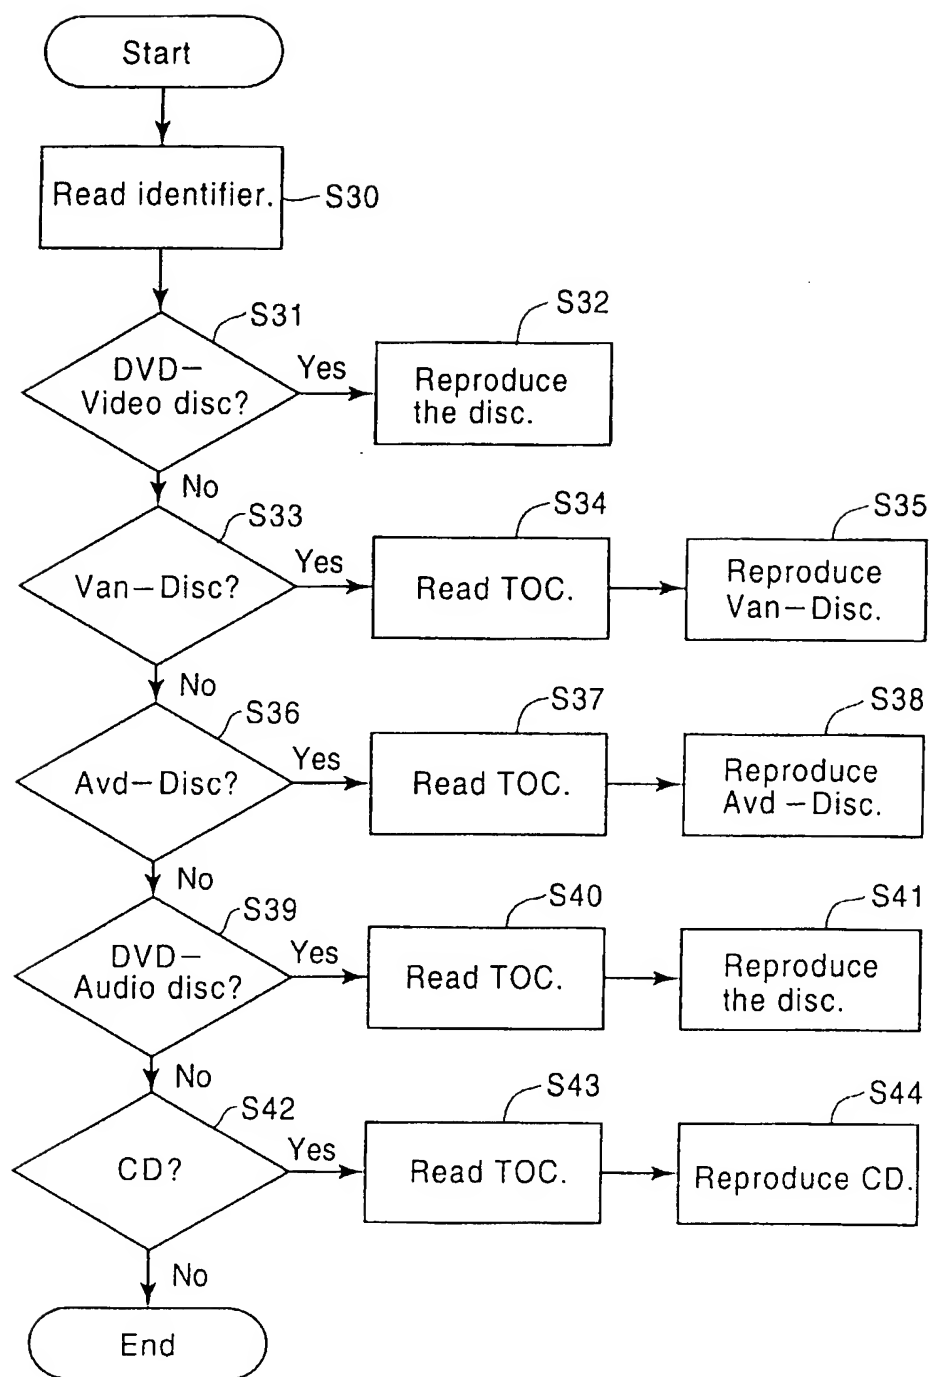 Start
Read identifier.
S30
S31
DVD—
Video disc?
Yes
S32
Reproduce
the disc.
No
S33
Van—Disc?
Yes
S34
Read TOC.
S35
Reproduce
Van—Disc.
No
S36
Avd—Disc?
Yes
S37
Read TOC.
S38
Reproduce
Avd —Disc.
No
S39
DVD—
Audio disc?
Yes
S40
Read TOC.
S41
Reproduce
the disc.
No
S42
CD?
Yes
S43
Read TOC.
S44
Reproduce CD.
No
End